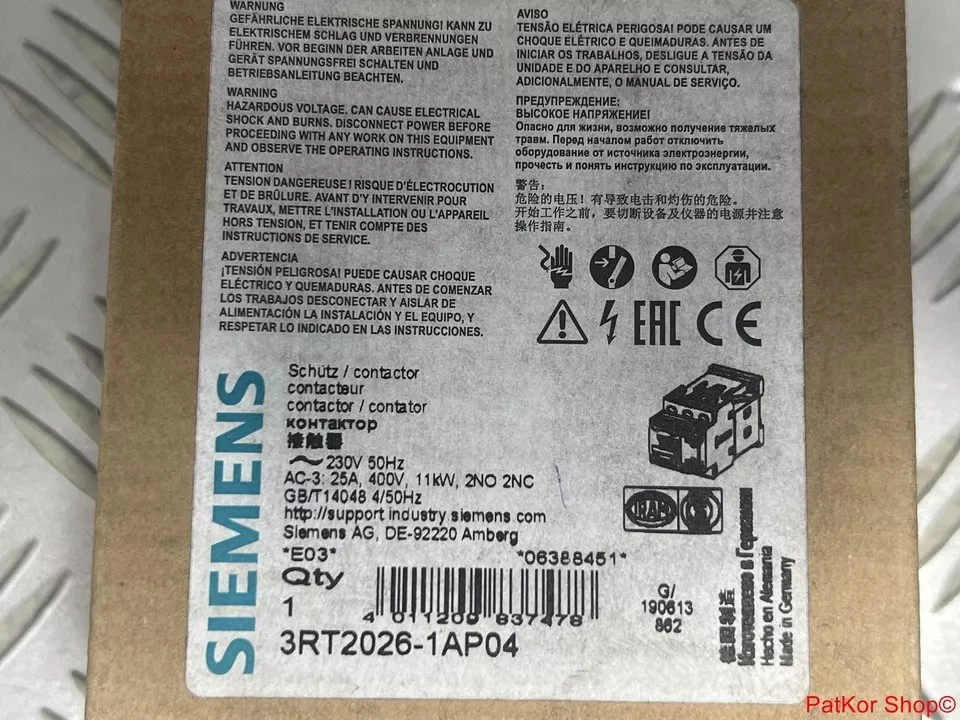 WARNUNG
GEFÄHRLICHE ELEKTRISCHE SPANNUNG! KANN ZU
ELEKTRISCHEM SCHLAG UND VERBRENNUNGEN
FÜHREN. VOR BEGINN DER ARBEITEN ANLAGE UND
GERÄT SPANNUNGSFREI SCHALTEN UND
BETRIEBSANLEITUNG BEACHTEN.
WARNING
HAZARDOUS VOLTAGE. CAN CAUSE ELECTRICAL
SHOCK AND BURNS. DISCONNECT POWER BEFORE
PROCEEDING WITH ANY WORK ON THIS EQUIPMENT
AND OBSERVE THE OPERATING INSTRUCTIONS.
ATTENTION
TENSION DANGEREUSE ! RISQUE D'ÉLECTROCUTION
ET DE BRÛLURE. AVANT D'Y INTERVENIR POUR
TRAVAUX, METTRE L'INSTALLATION OU L'APPAREIL
HORS TENSION, ET TENIR COMPTE DES
INSTRUCTIONS DE SERVICE.
ADVERTENCIA
¡TENSIÓN PELIGROSA! PUEDE CAUSAR CHOQUE
ELÉCTRICO Y QUEMADURAS. ANTES DE COMENZAR
LOS TRABAJOS DESCONECTAR Y AISLAR DE
ALIMENTACIÓN LA INSTALACIÓN Y EL EQUIPO, Y
RESPETAR LO INDICADO EN LAS INSTRUCCIONES.
AVISO
TENSÃO ELÉTRICA PERIGOSA! PODE CAUSAR UM
CHOQUE ELÉTRICO E QUEIMADURAS. ANTES DE
INICIAR OS TRABALHOS, DESLIGUE A TENSÃO DA
UNIDADE E DO APARELHO E CONSULTAR,
ADICIONALMENTE, O MANUAL DE SERVIÇO.
ПРЕДУПРЕЖДЕНИЕ:
ВЫСОКОЕ НАПРЯЖЕНИЕ!
Опасно для жизни, возможно получение тяжелых
травм. Перед началом работ отключить
оборудование от источника электроэнергии,
прочесть и понять инструкцию по эксплуатации.
警告:
危险的电压! 有导致电击和灼伤的危险。
开始工作之前, 要切断设备及仪器的电源并注意
操作指南。
EAC CE
SIEMENS
Schütz / contactor
contacteur
contactor / contator
контактор
接触器
~ 230V 50Hz
AC-3: 25A, 400V, 11kW, 2NO 2NC
GB/T14048 4/50Hz
http://support.industry.siemens.com
Siemens AG, DE-92220 Amberg
*E03* *06388451*
Qty
1
4 011209 837478
3RT2026-1AP04
IRAM
G/
190613
862
德国制造
Изготовлено в Германии
Hecho en Alemania
Made in Germany
PatKor Shop©